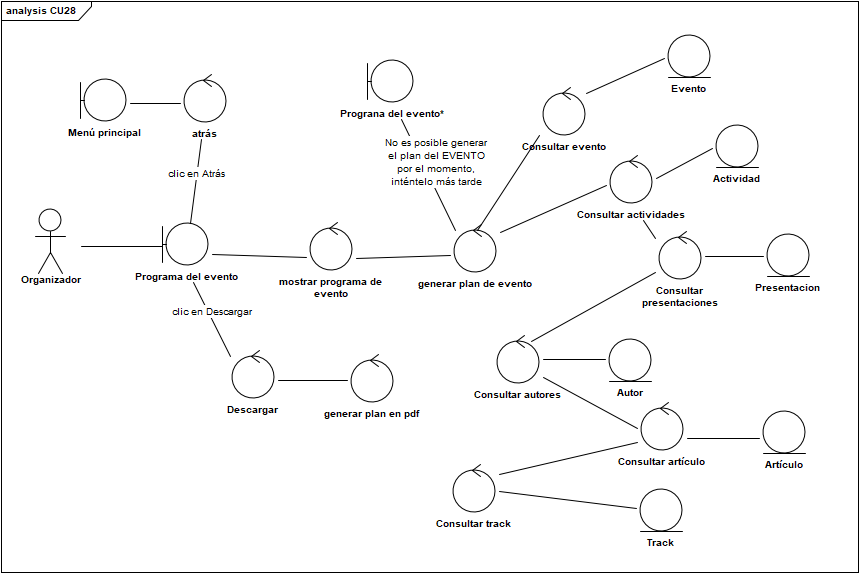 analysis CU28
Evento
Programa del evento*
Menú principal
atrás
No es posible generar
el plan del EVENTO
por el momento,
inténtelo más tarde
Consultar evento
clic en Atrás
Actividad
Consultar actividades
Organizador
Programa del evento
mostrar programa de
evento
generar plan de evento
Consultar
presentaciones
Presentacion
clic en Descargar
Consultar autores
Autor
Descargar
generar plan en pdf
Consultar artículo
Artículo
Consultar track
Track